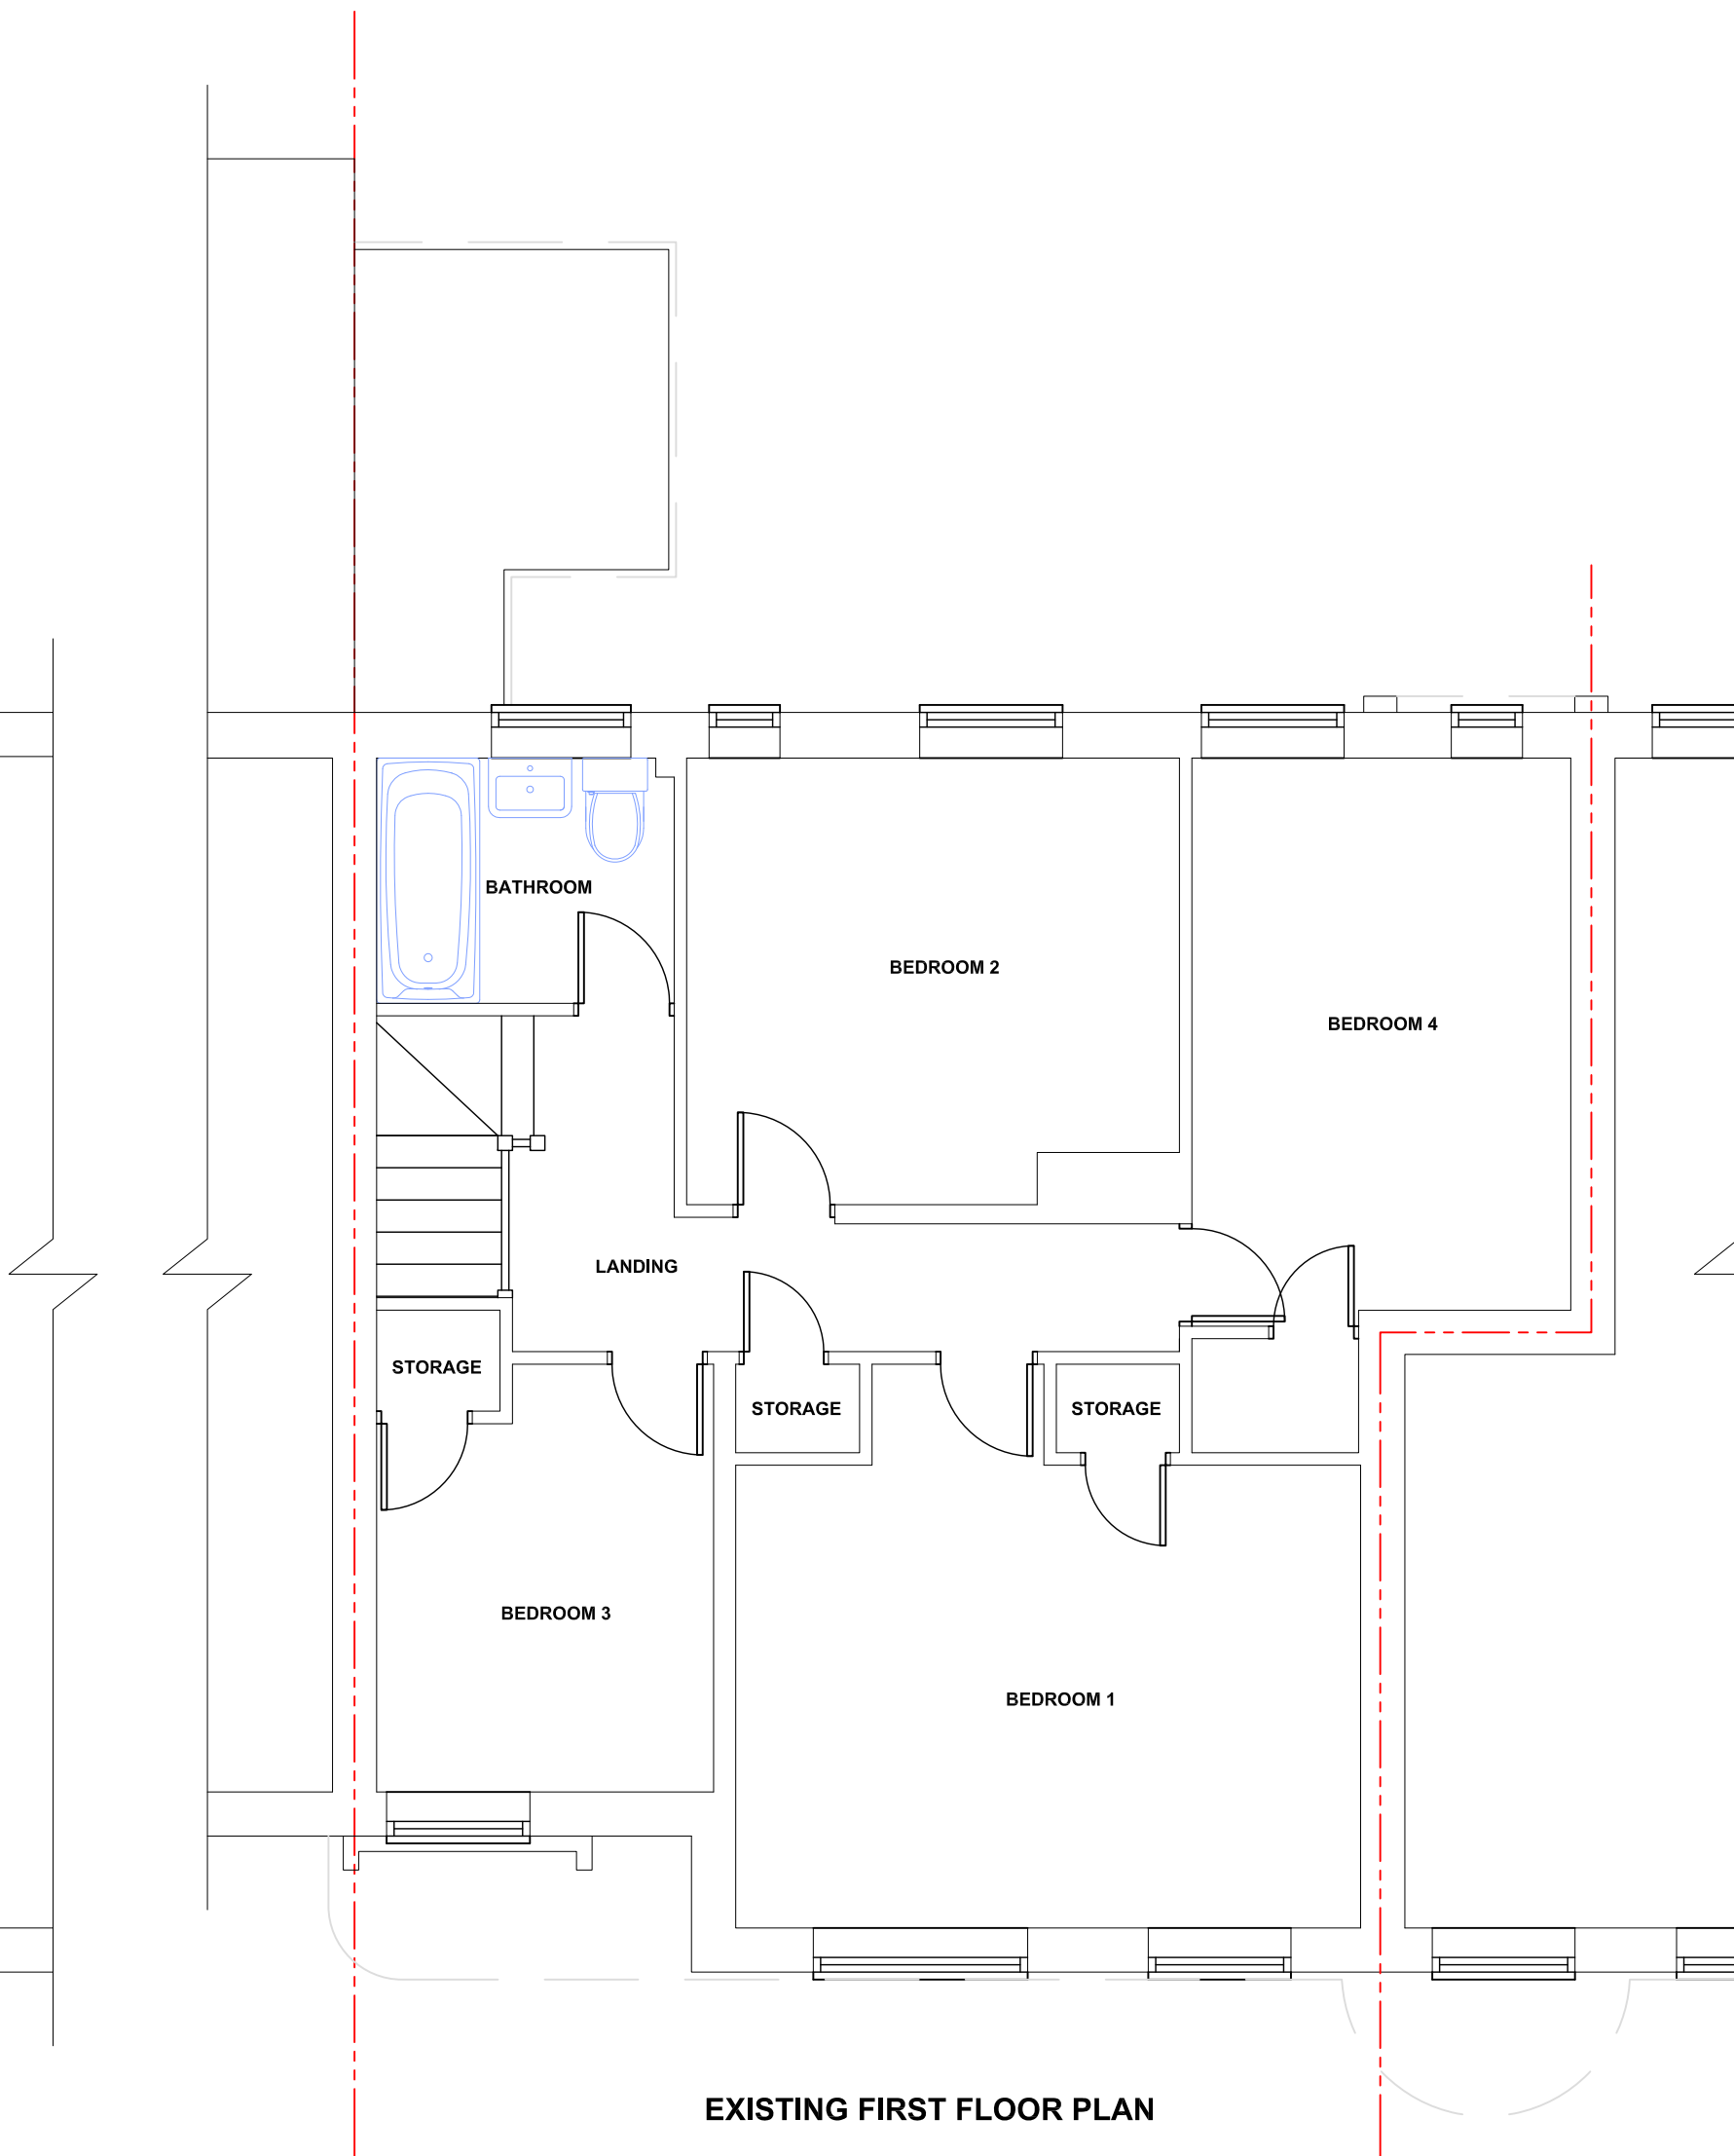 BATHROOM
BEDROOM 2
BEDROOM 4
LANDING
STORAGE
STORAGE
STORAGE
BEDROOM 3
BEDROOM 1
EXISTING FIRST FLOOR PLAN